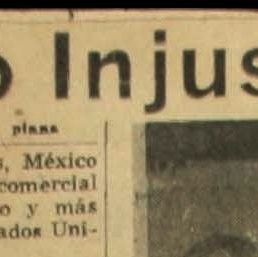 o Injus
plana
s, México
comercial
o y más
ados Uni-